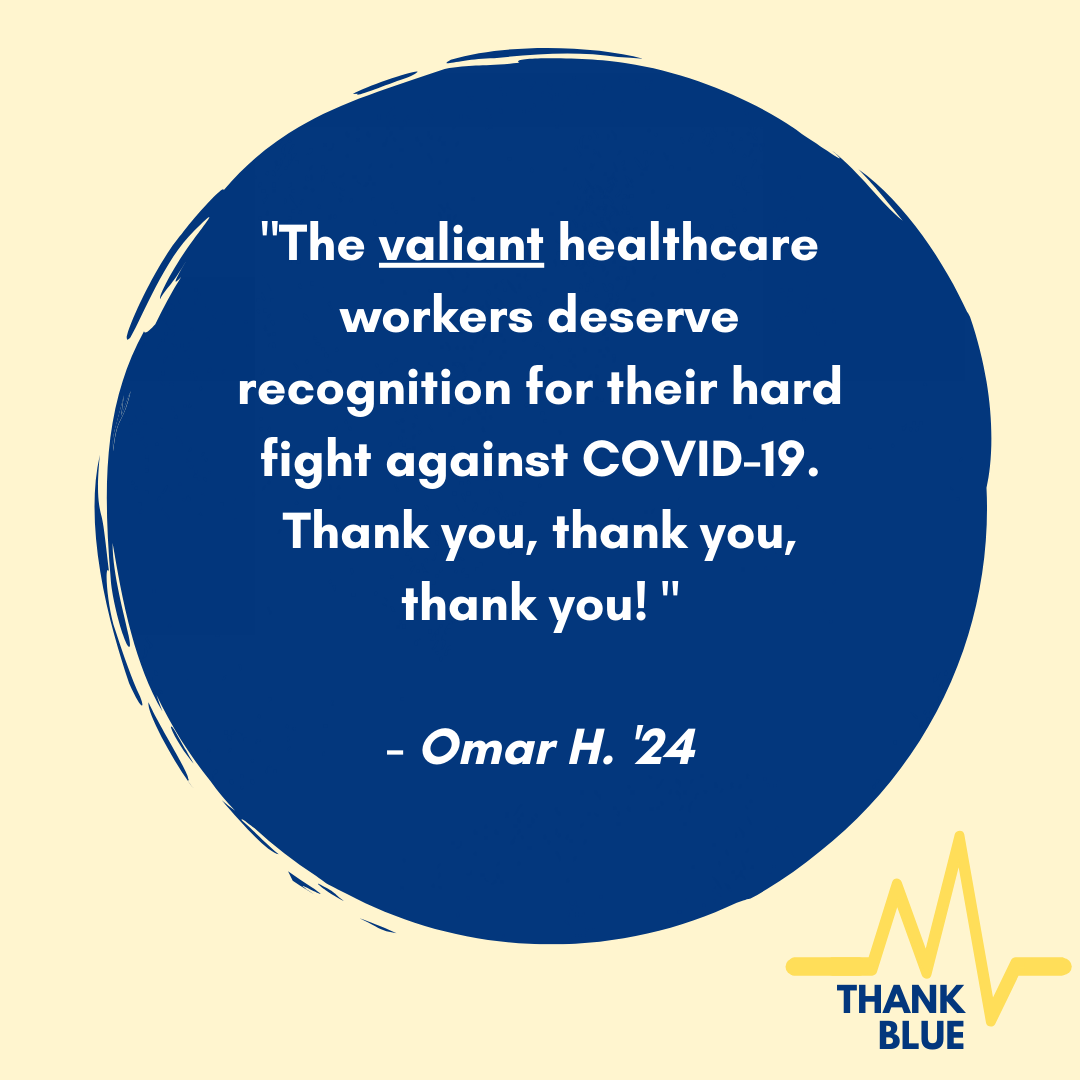 "The valiant healthcare
workers deserve
recognition for their hard
fight against COVID-19.
Thank you, thank you,
thank you! "
- Omar H. '24
THANK
BLUE